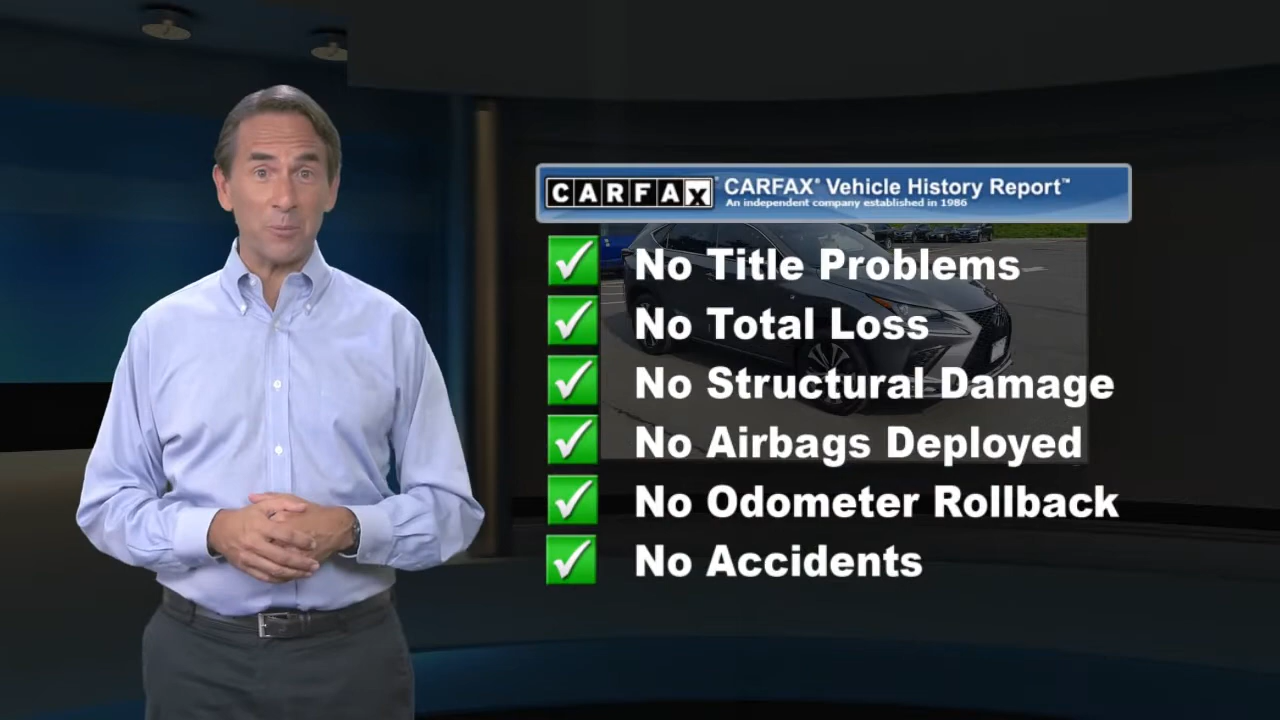 CARFAX
CARFAX® Vehicle History Report™
An independent company established in 1986
No Title Problems
No Total Loss
No Structural Damage
No Airbags Deployed
No Odometer Rollback
No Accidents